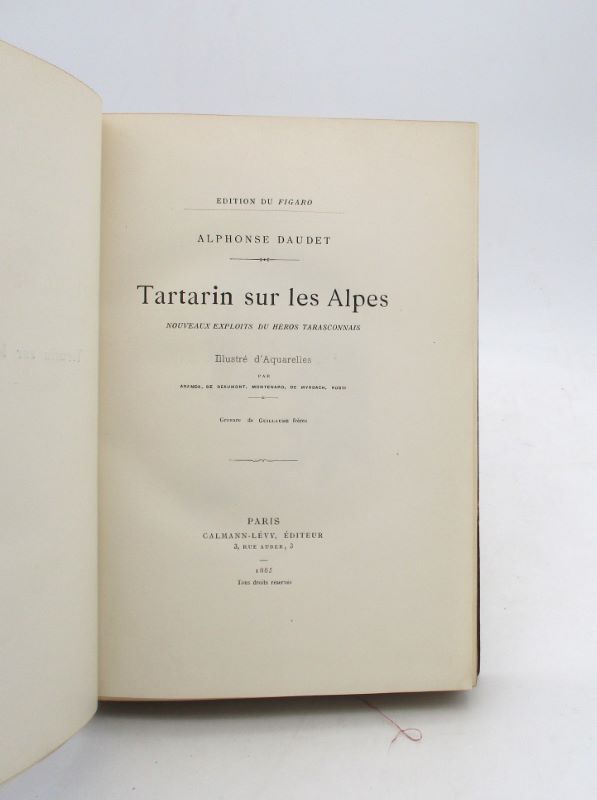 EDITION DU FIGARO
ALPHONSE DAUDET
Tartarin sur les Alpes
NOUVEAUX EXPLOITS DU HÉROS TARASCONNAIS
Illustré d'Aquarelles
PAR
ARANDA, DE BEAUMONT, MONTENARD, DE MYRBACH, ROSSI
Gravure de GUILLAUME frères
PARIS
CALMANN-LÉVY, ÉDITEUR
3, RUE AUBER, 3
—
1885
Tous droits réservés